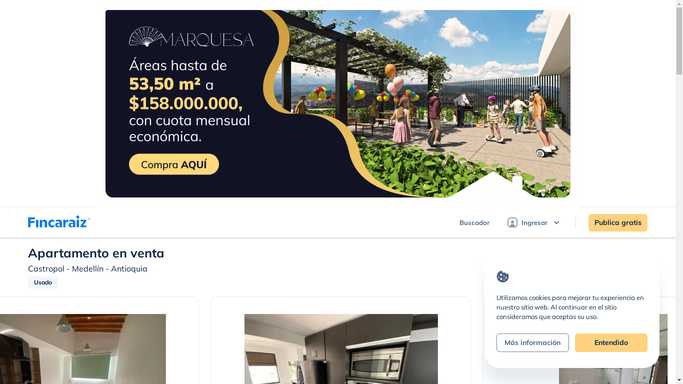 MARQUESA
Áreas hasta de
53,50 m² a
$158.000.000,
con cuota mensual
económica.
Compra AQUÍ
Fincaraiz
Buscador
Ingresar
Publica gratis
Apartamento en venta
Castropol - Medellín - Antioquia
Usado
Utilizamos cookies para mejorar tu experiencia en
nuestro sitio web. Al continuar en el sitio
consideramos que aceptas su uso.
Más información
Entendido